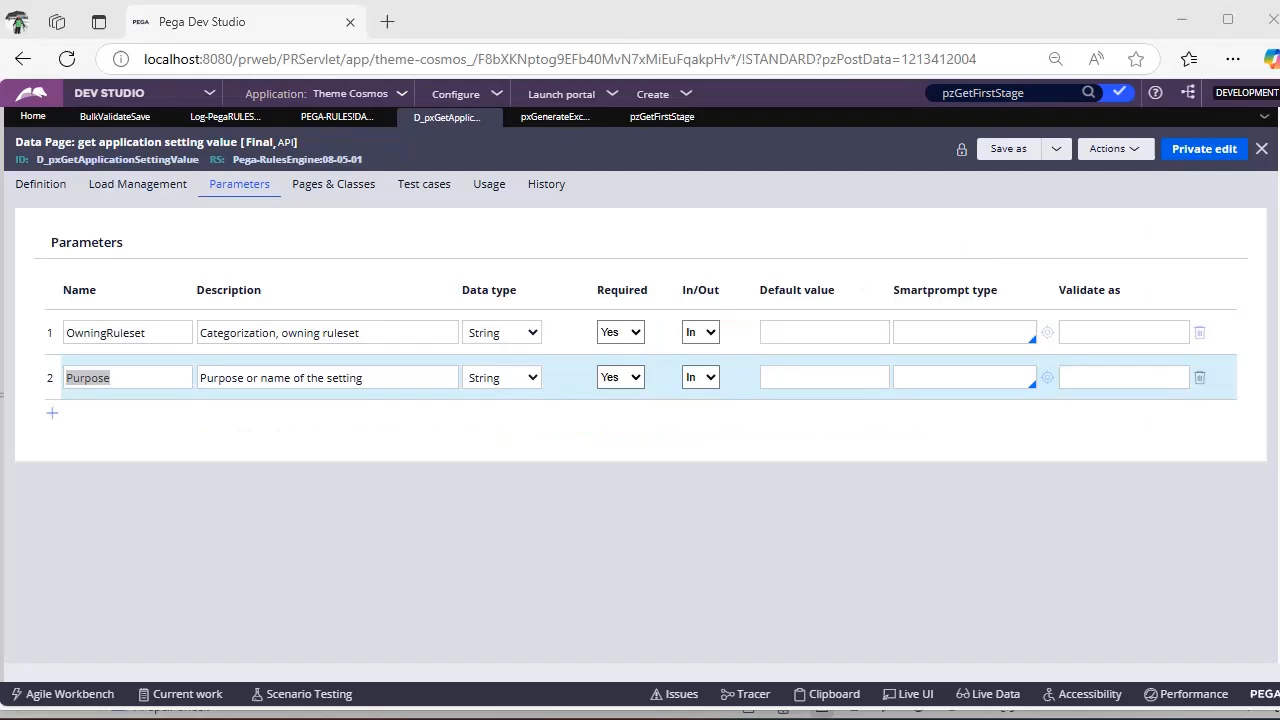 PEGA Pega Dev Studio
localhost:8080/prweb/PRServlet/app/theme-cosmos_/F8bXKNptog9EFb40MvN7xMiEuFqakpHv*/!STANDARD?pzPostData=1213412004
DEV STUDIO Application: Theme Cosmos Configure Launch portal Create pzGetFirstStage DEVELOPMENT
Home BulkValidateSave Log-PegaRULES... PEGA-RULES!DA... D_pxGetApplic... pxGenerateExc... pzGetFirstStage
Data Page: get application setting value [Final, API]
ID: D_pxGetApplicationSettingValue RS: Pega-RulesEngine:08-05-01
Save as Actions Private edit
Definition Load Management Parameters Pages & Classes Test cases Usage History
Parameters
Name Description Data type Required In/Out Default value Smartprompt type Validate as
1 OwningRuleset Categorization, owning ruleset String Yes In
2 Purpose Purpose or name of the setting String Yes In
Agile Workbench Current work Scenario Testing Issues Tracer Clipboard Live UI Live Data Accessibility Performance PEGA